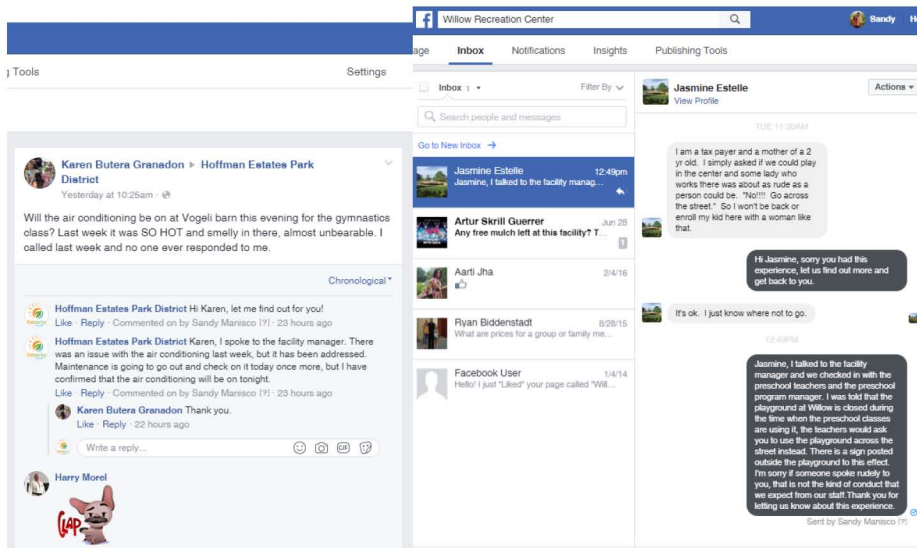 g Tools
Settings
Karen Butera Granadon ▸ Hoffman Estates Park
District
Yesterday at 10:25am ·
Will the air conditioning be on at Vogeli barn this evening for the gymnastics
class? Last week it was SO HOT and smelly in there, almost unbearable. I
called last week and no one ever responded to me.
Chronological
Hoffman Estates Park District Hi Karen, let me find out for you!
Like · Reply · Commented on by Sandy Manisco [?] · 23 hours ago
Hoffman Estates Park District Karen, I spoke to the facility manager. There
was an issue with the air conditioning last week, but it has been addressed.
Maintenance is going to go out and check on it today once more, but I have
confirmed that the air conditioning will be on tonight.
Like · Reply · Commented on by Sandy Manisco [?] · 23 hours ago
Karen Butera Granadon Thank you.
Like · Reply · 22 hours ago
Write a reply...
GIF
Harry Morel
CLAP
f
Willow Recreation Center
Sandy
H
age
Inbox
Notifications
Insights
Publishing Tools
Inbox 1
Filter By
Search people and messages
Go to New Inbox →
Jasmine Estelle
12:49pm
Jasmine, I talked to the facility manag...
Artur Skril Guerrer
Jun 28
Any free mulch left at this facility? T...
1
Aarti Jha
2/4/16
Ryan Biddenstadt
8/28/15
What are prices for a group or family me...
Facebook User
1/4/14
Hello! I just "Liked" your page called "Will...
Jasmine Estelle
View Profile
Actions
TUE 11:30AM
I am a tax payer and a mother of a 2
yr old. I simply asked if we could play
in the center and some lady who
works there was about as rude as a
person could be. "No!!!! Go across
the street." So I won't be back or
enroll my kid here with a woman like
that.
Hi Jasmine, sorry you had this
experience, let us find out more and
get back to you.
It's ok. I just know where not to go.
12:49PM
Jasmine, I talked to the facility
manager and we checked in with the
preschool teachers and the preschool
program manager. I was told that the
playground at Willow is closed during
the time when the preschool classes
are using it, the teachers would ask
you to use the playground across the
street instead. There is a sign posted
outside the playground to this effect.
I'm sorry if someone spoke rudely to
you, that is not the kind of conduct that
we expect from our staff.Thank you for
letting us know about this experience.
Sent by Sandy Manisco [?]